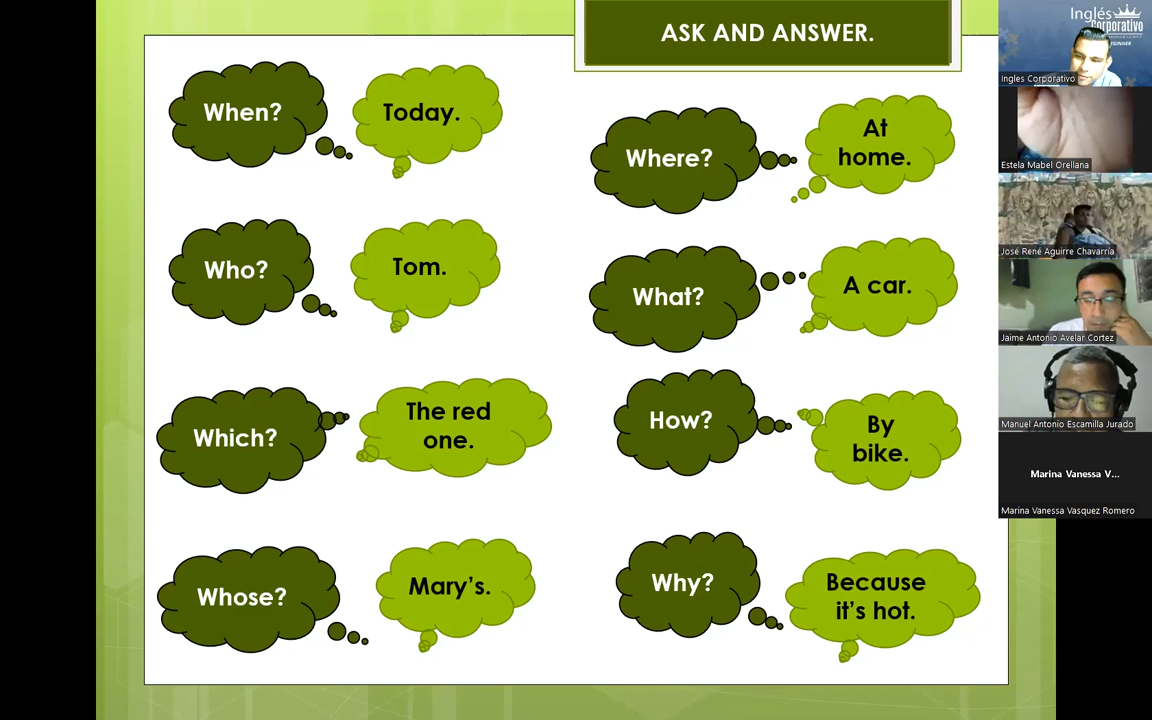 ASK AND ANSWER.
When?
Today.
Where?
At
home.
Who?
Tom.
What?
A car.
Which?
The red
one.
How?
By
bike.
Whose?
Mary's.
Why?
Because
it's hot.
Inglés
Corporativo
Ingles Corporativo
Estela Mabel Orellana
José René Aguirre Chavarría
Jaime Antonio Avelar Cortez
Manuel Antonio Escamilla Jurado
Marina Vanessa V...
Marina Vanessa Vasquez Romero